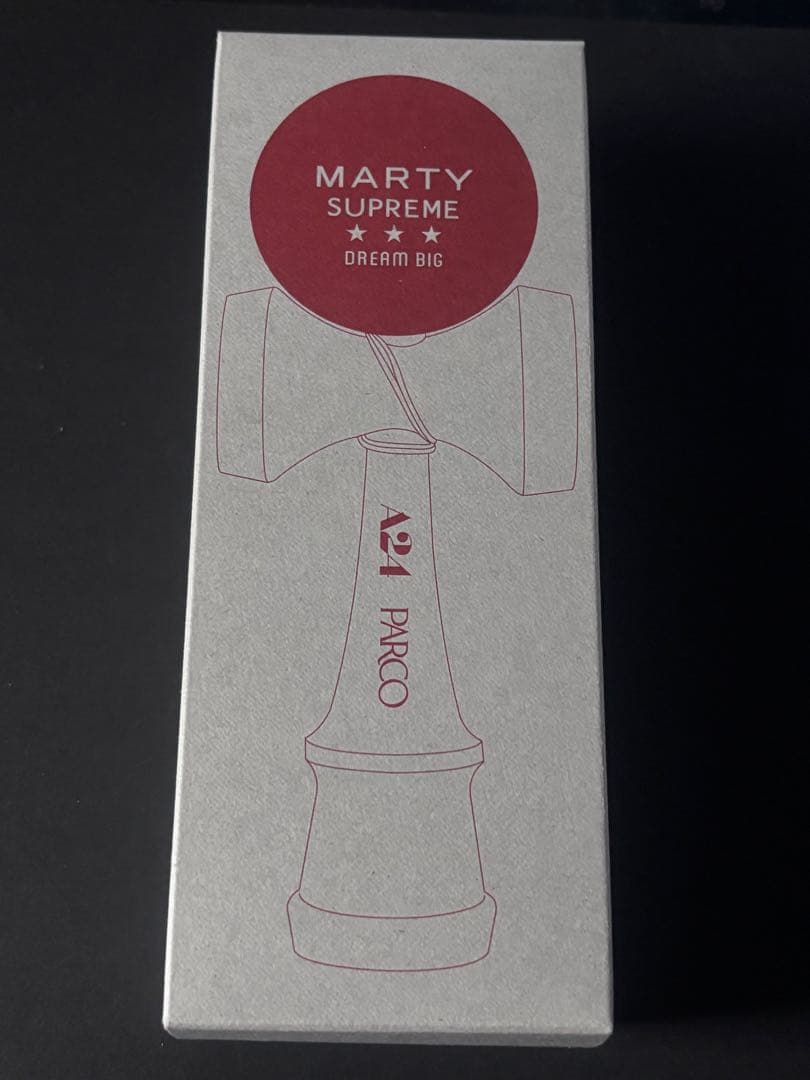 MARTY
SUPREME
★ ★ ★
DREAM BIG
A24 PARCO